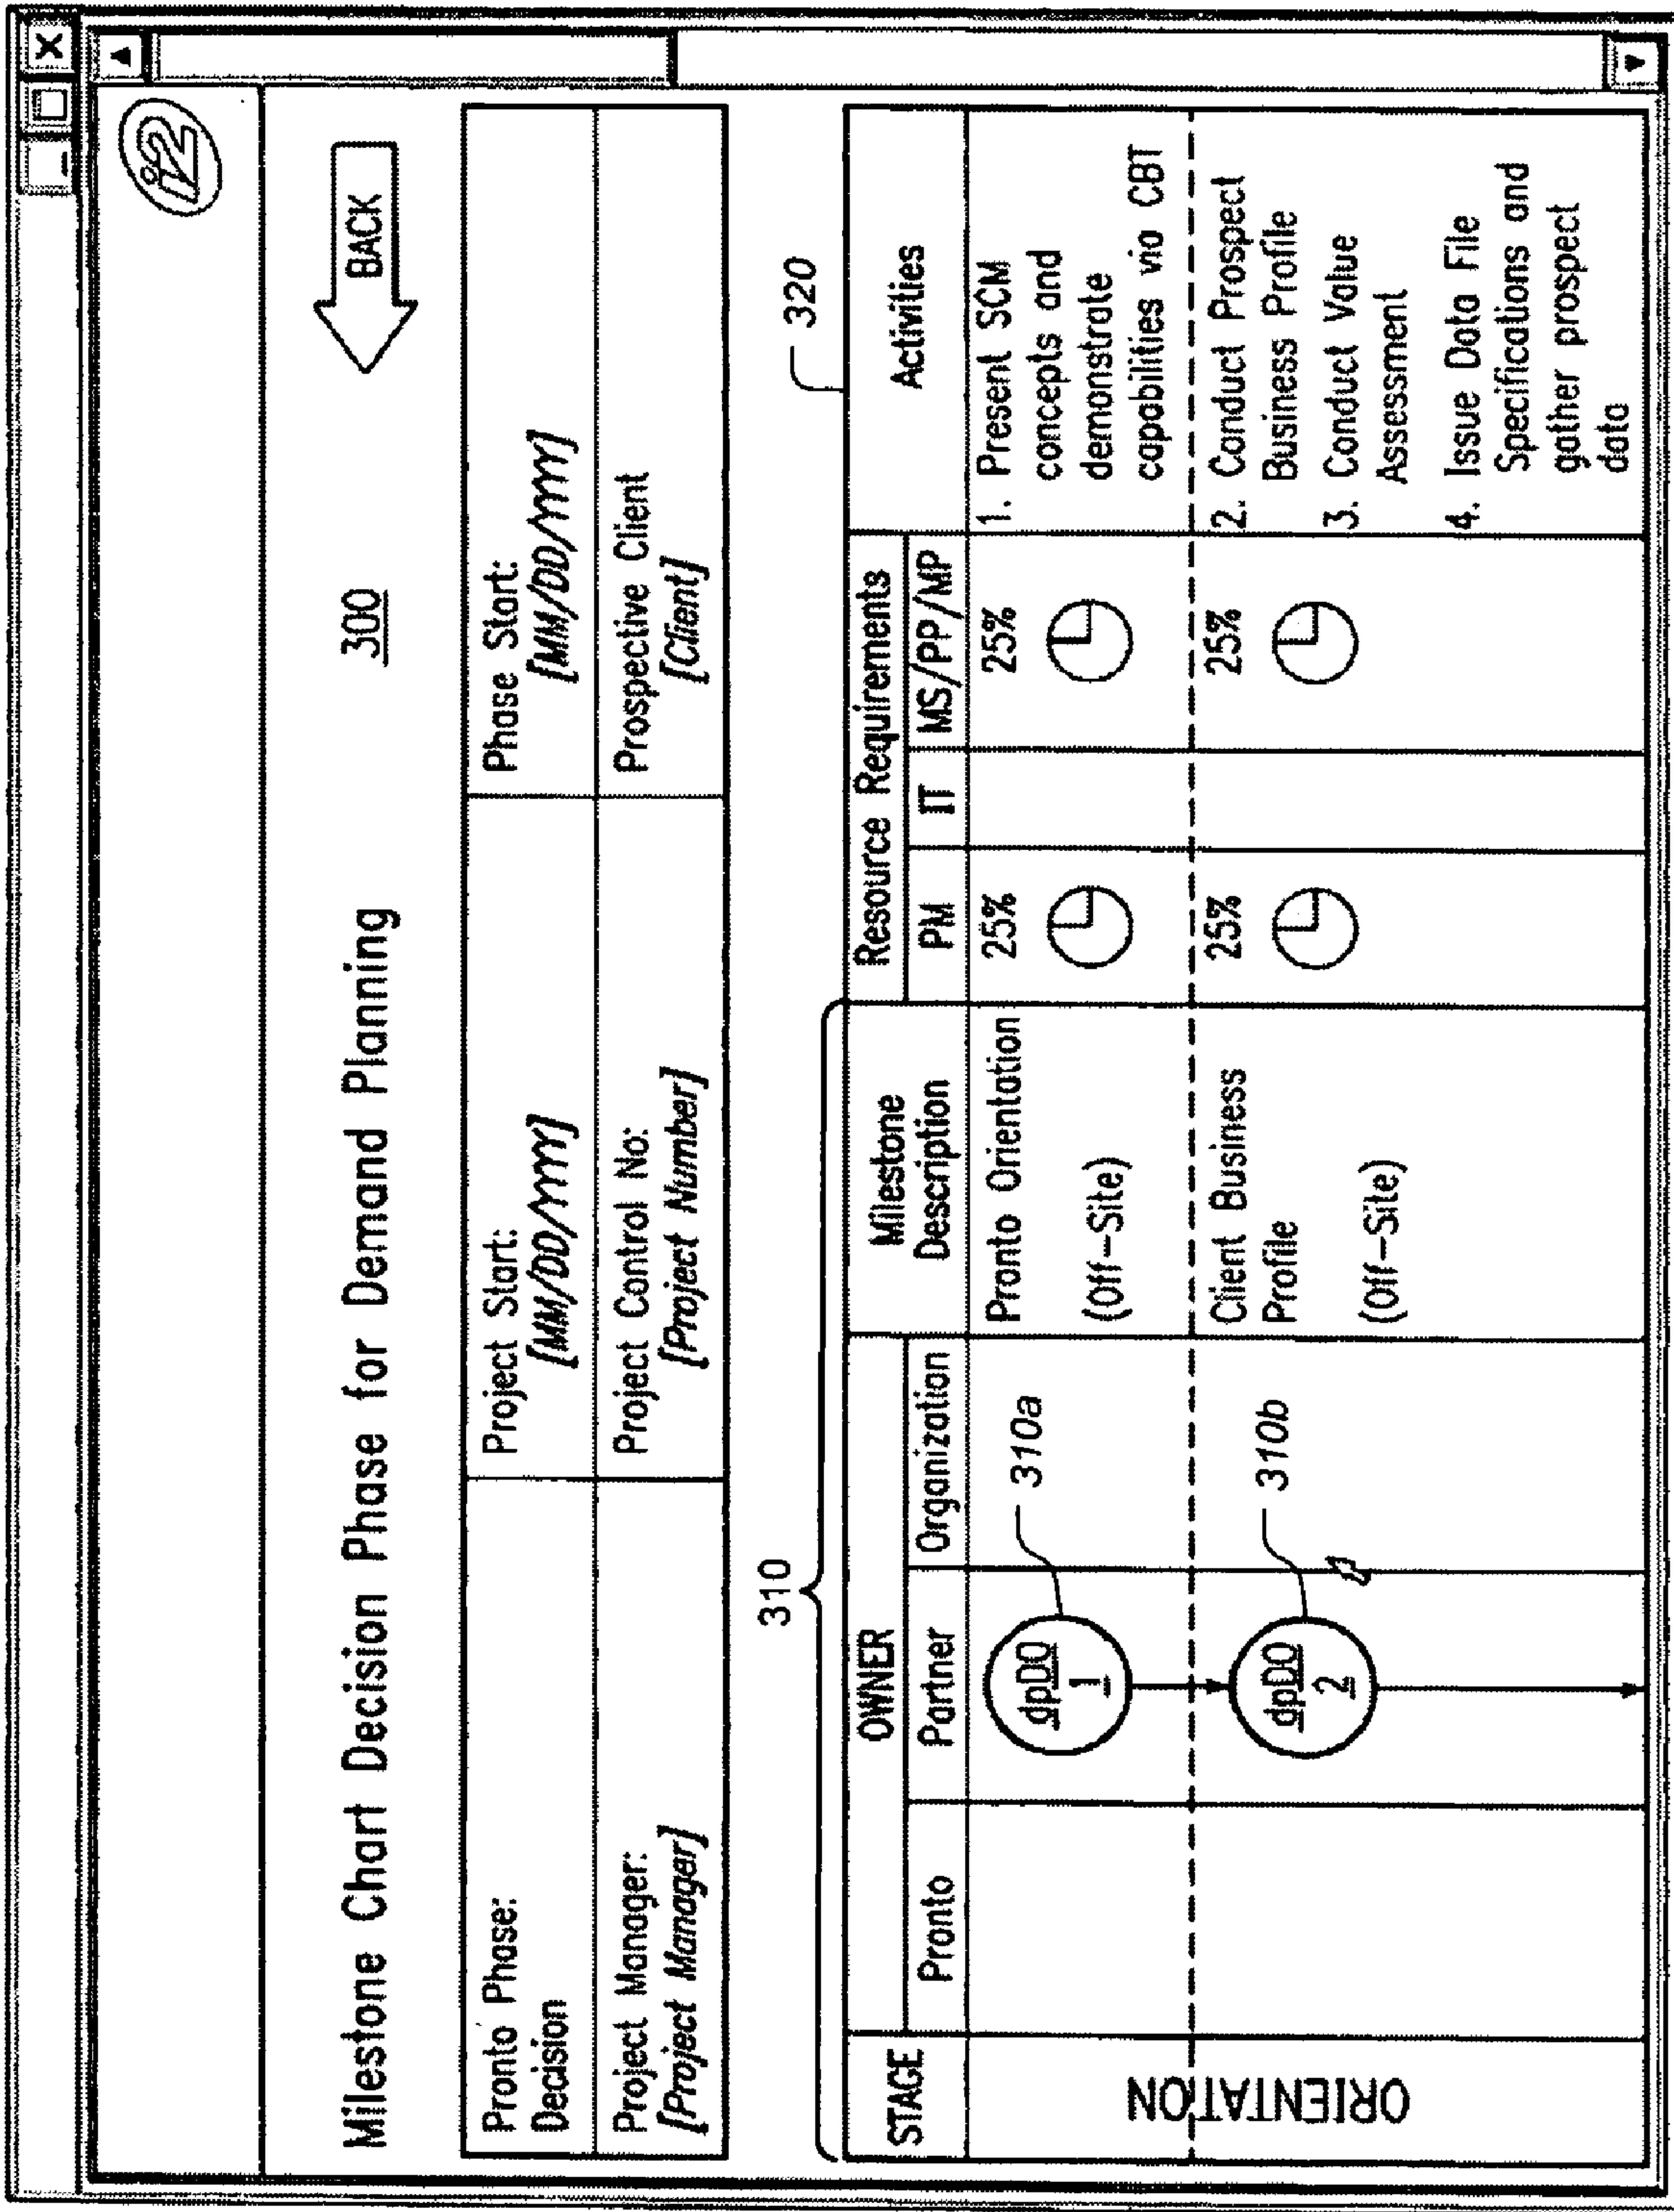 i2
Milestone Chart Decision Phase for Demand Planning
300
BACK
Pronto Phase:
Decision
Project Start:
[MM/DD/YYYY]
Phase Start:
[MM/DD/YYYY]
Project Manager:
[Project Manager]
Project Control No:
[Project Number]
Prospective Client
[Client]
310
320
STAGE
OWNER
Pronto
Partner
Organization
Milestone
Description
Resource Requirements
PM
IT
MS/PP/MP
Activities
ORIENTATION
dpDO
1
310a
Pronto Orientation
(Off-Site)
25%
25%
1. Present SCM
concepts and
demonstrate
capabilities via CBT
dpDO
2
310b
Client Business
Profile
(Off-Site)
25%
25%
2. Conduct Prospect
Business Profile
3. Conduct Value
Assessment
4. Issue Data File
Specifications and
gather prospect
data